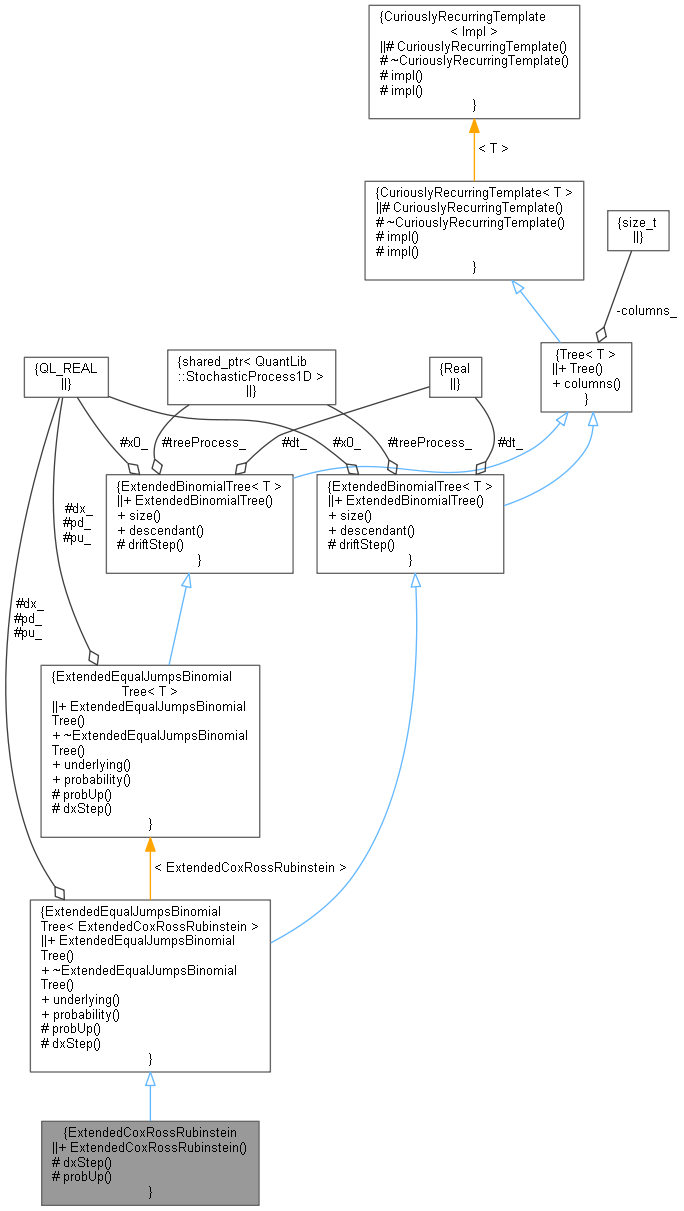 {CuriouslyRecurringTemplate
< Impl >
||# CuriouslyRecurringTemplate()
# ~CuriouslyRecurringTemplate()
# impl()
# impl()
}
< T >
{CuriouslyRecurringTemplate< T >
||# CuriouslyRecurringTemplate()
# ~CuriouslyRecurringTemplate()
# impl()
# impl()
}
{size_t
||}
-columns_
{Tree< T >
||+ Tree()
+ columns()
}
{QL_REAL
||}
{shared_ptr< QuantLib
::StochasticProcess1D >
||}
{Real
||}
#x0_
#treeProcess_
#dt_
#x0_
#treeProcess_
#dt_
{ExtendedBinomialTree< T >
||+ ExtendedBinomialTree()
+ size()
+ descendant()
# driftStep()
}
{ExtendedBinomialTree< T >
||+ ExtendedBinomialTree()
+ size()
+ descendant()
# driftStep()
}
#dx_
#pd_
#pu_
#dx_
#pd_
#pu_
{ExtendedEqualJumpsBinomial
Tree< T >
||+ ExtendedEqualJumpsBinomial
Tree()
+ ~ExtendedEqualJumpsBinomial
Tree()
+ underlying()
+ probability()
# probUp()
# dxStep()
}
< ExtendedCoxRossRubinstein >
{ExtendedEqualJumpsBinomial
Tree< ExtendedCoxRossRubinstein >
||+ ExtendedEqualJumpsBinomial
Tree()
+ ~ExtendedEqualJumpsBinomial
Tree()
+ underlying()
+ probability()
# probUp()
# dxStep()
}
{ExtendedCoxRossRubinstein
||+ ExtendedCoxRossRubinstein()
# dxStep()
# probUp()
}